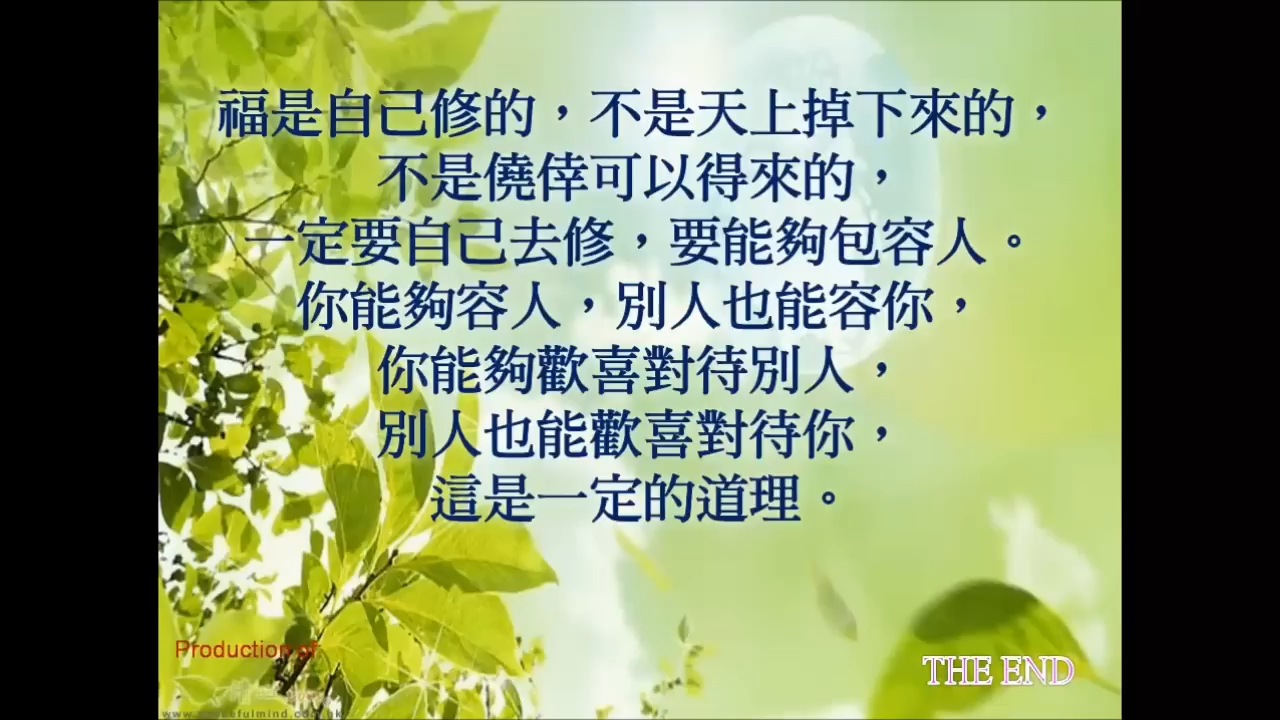 福是自己修的，不是天上掉下來的，
不是僥倖可以得來的，
一定要自己去修，要能夠包容人。
你能夠容人，別人也能容你，
你能夠歡喜對待別人，
別人也能歡喜對待你，
這是一定的道理。
Production of
THE END